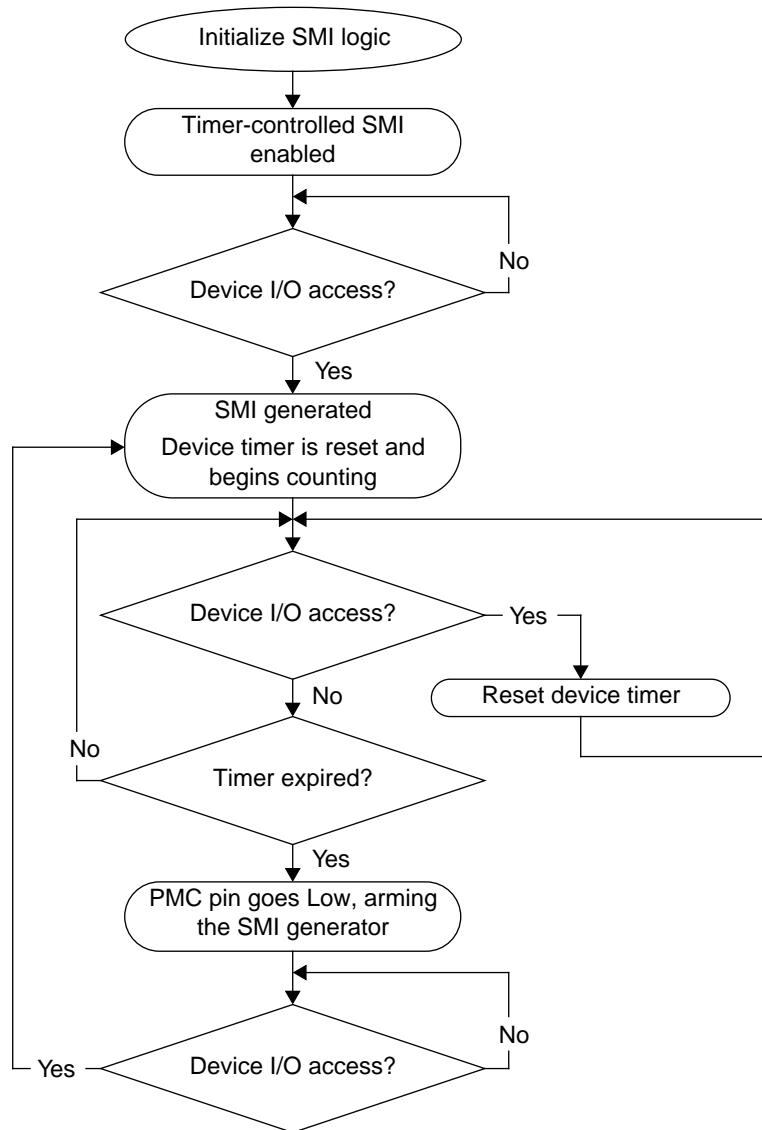 Initialize SMI logic
Timer-controlled SMI
enabled
No
Device I/O access?
Yes
SMI generated
Device timer is reset and
begins counting
Device I/O access?
Yes
No
Reset device timer
No
Timer expired?
Yes
PMC pin goes Low, arming
the SMI generator
No
Device I/O access?
Yes